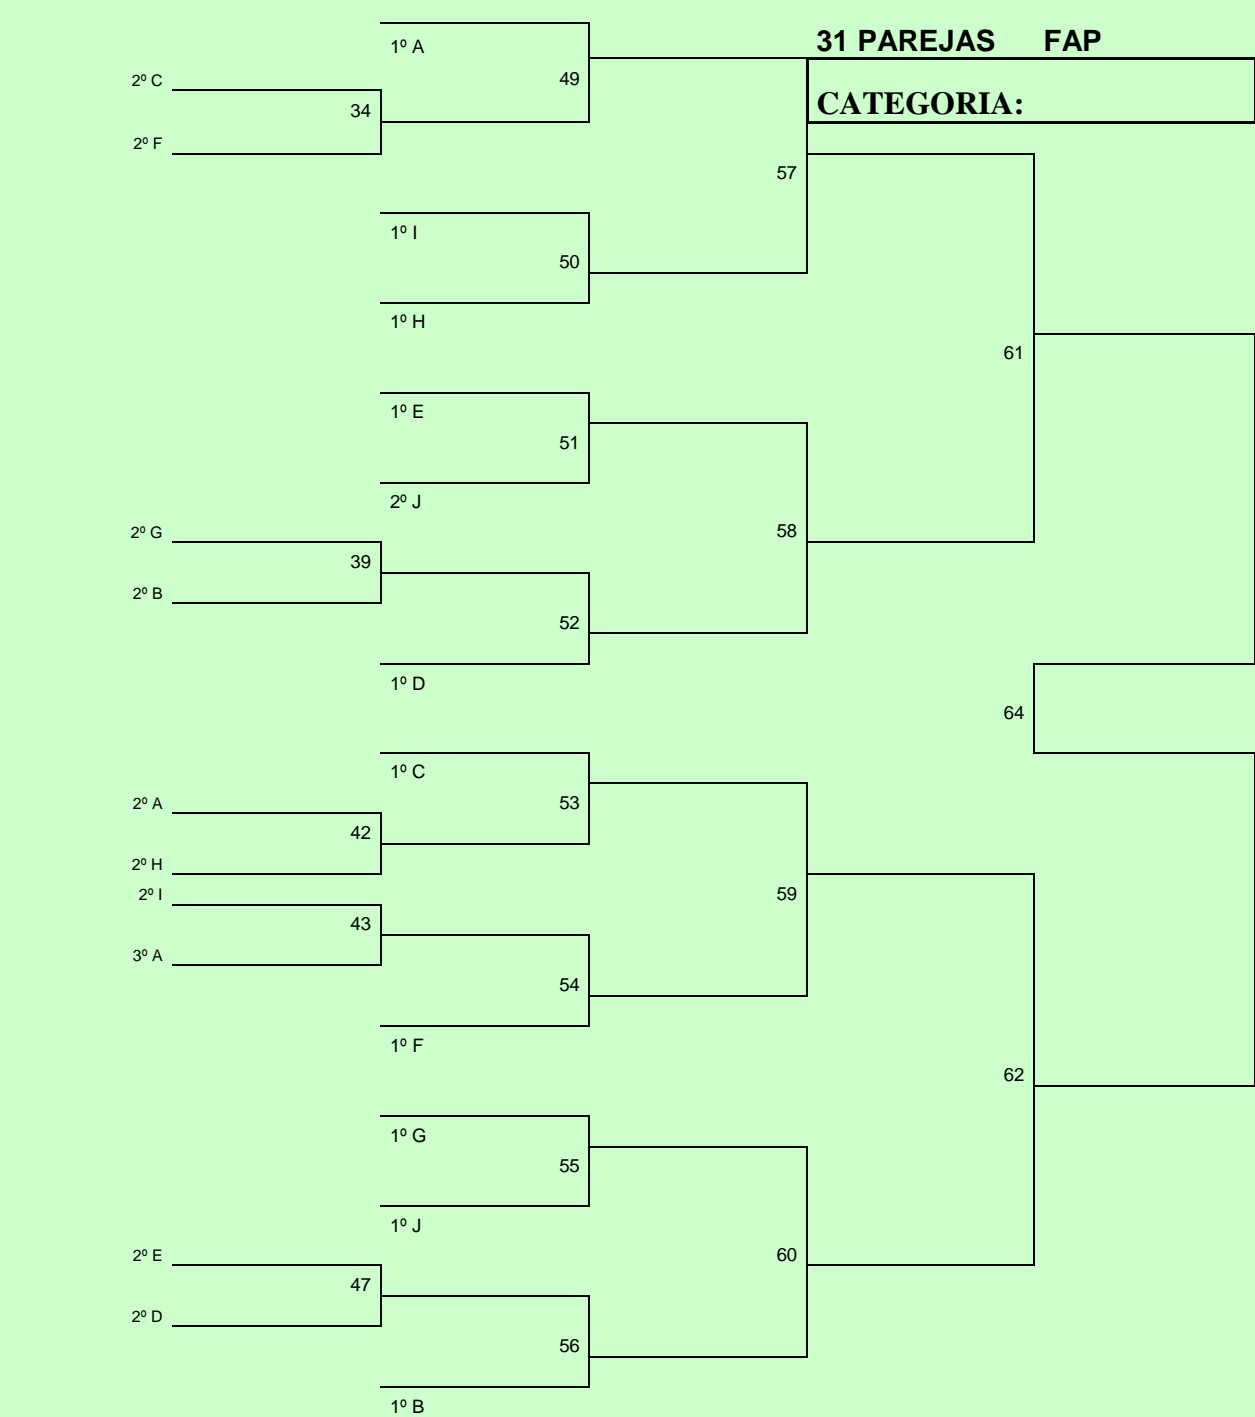 31 PAREJAS FAP
1º A
2º C
49
CATEGORIA:
34
2º F
57
1º I
50
1º H
61
1º E
51
2º J
2º G
58
39
2º B
52
1º D
64
1º C
2º A
53
42
2º H
2º I
59
43
3º A
54
1º F
62
1º G
55
1º J
2º E
60
47
2º D
56
1º B